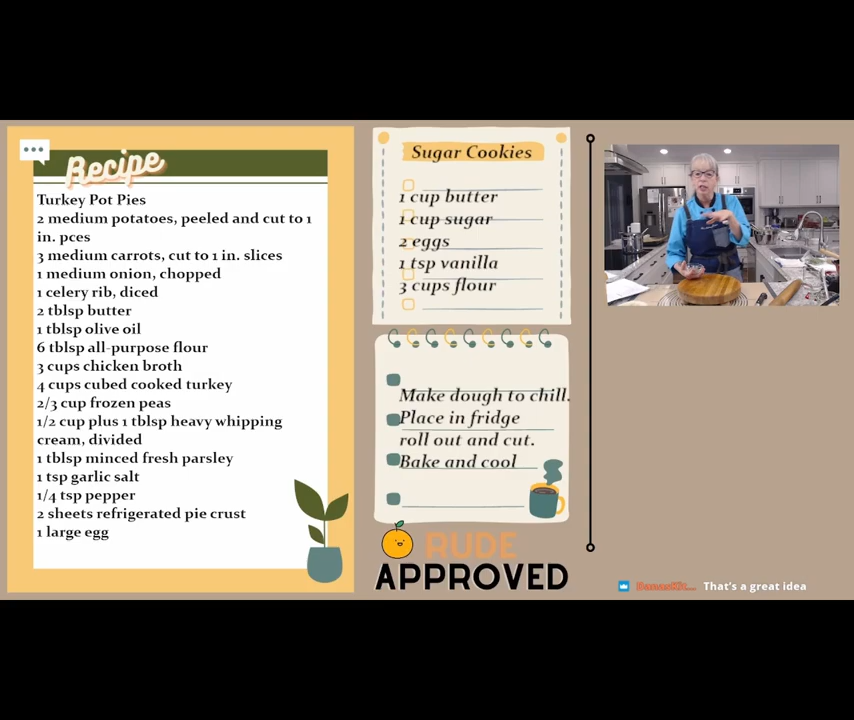 Recipe
Turkey Pot Pies
2 medium potatoes, peeled and cut to 1
in. pces
3 medium carrots, cut to 1 in. slices
1 medium onion, chopped
1 celery rib, diced
2 tblsp butter
1 tblsp olive oil
6 tblsp all-purpose flour
3 cups chicken broth
4 cups cubed cooked turkey
2/3 cup frozen peas
1/2 cup plus 1 tblsp heavy whipping
cream, divided
1 tblsp minced fresh parsley
1 tsp garlic salt
1/4 tsp pepper
2 sheets refrigerated pie crust
1 large egg
Sugar Cookies
1 cup butter
1 cup sugar
2 eggs
1 tsp vanilla
3 cups flour
Make dough to chill.
Place in fridge
roll out and cut.
Bake and cool
RUDE
APPROVED
DanasKit... That's a great idea